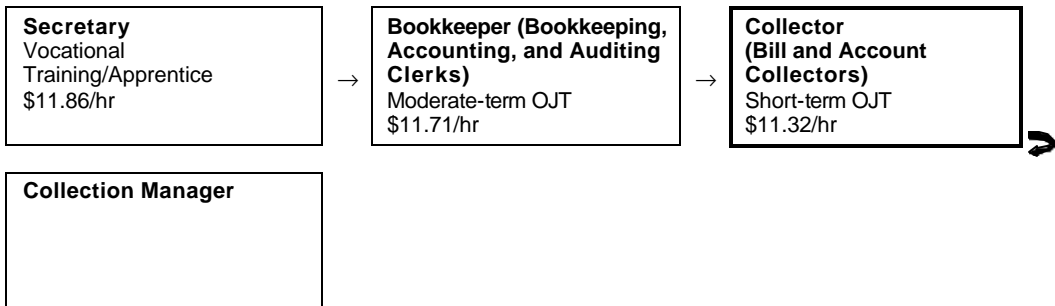 Secretary
Vocational
Training/Apprentice
$11.86/hr
→
Bookkeeper (Bookkeeping,
Accounting, and Auditing
Clerks)
Moderate-term OJT
$11.71/hr
→
Collector
(Bill and Account
Collectors)
Short-term OJT
$11.32/hr
Collection Manager